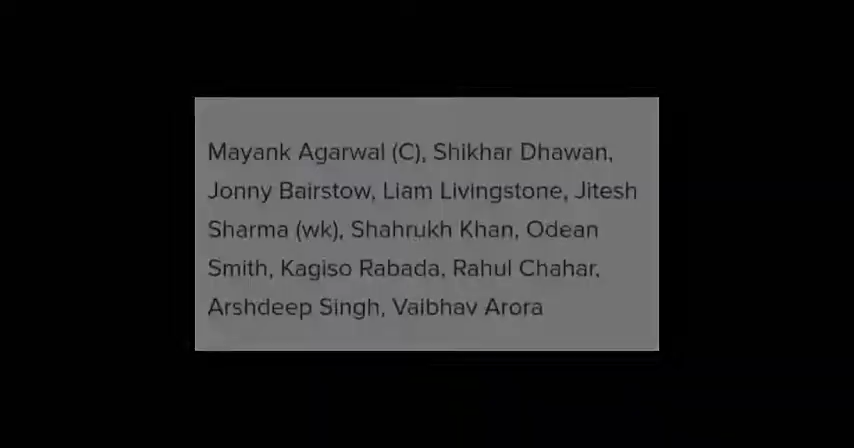 Mayank Agarwal (C), Shikhar Dhawan,
Jonny Bairstow, Liam Livingstone, Jitesh
Sharma (wk), Shahrukh Khan, Odean
Smith, Kagiso Rabada, Rahul Chahar,
Arshdeep Singh, Vaibhav Arora